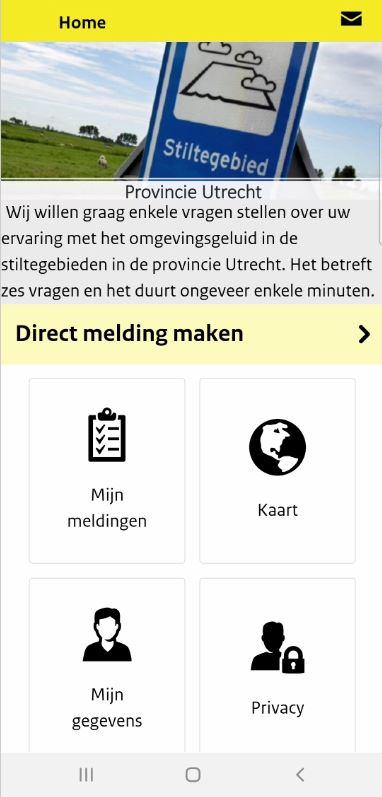 Home
Stiltegebied
Provincie Utrecht
Wij willen graag enkele vragen stellen over uw
ervaring met het omgevingsgeluid in de
stiltegebieden in de provincie Utrecht. Het betreft
zes vragen en het duurt ongeveer enkele minuten.
Direct melding maken
Mijn
meldingen
Kaart
Mijn
gegevens
Privacy